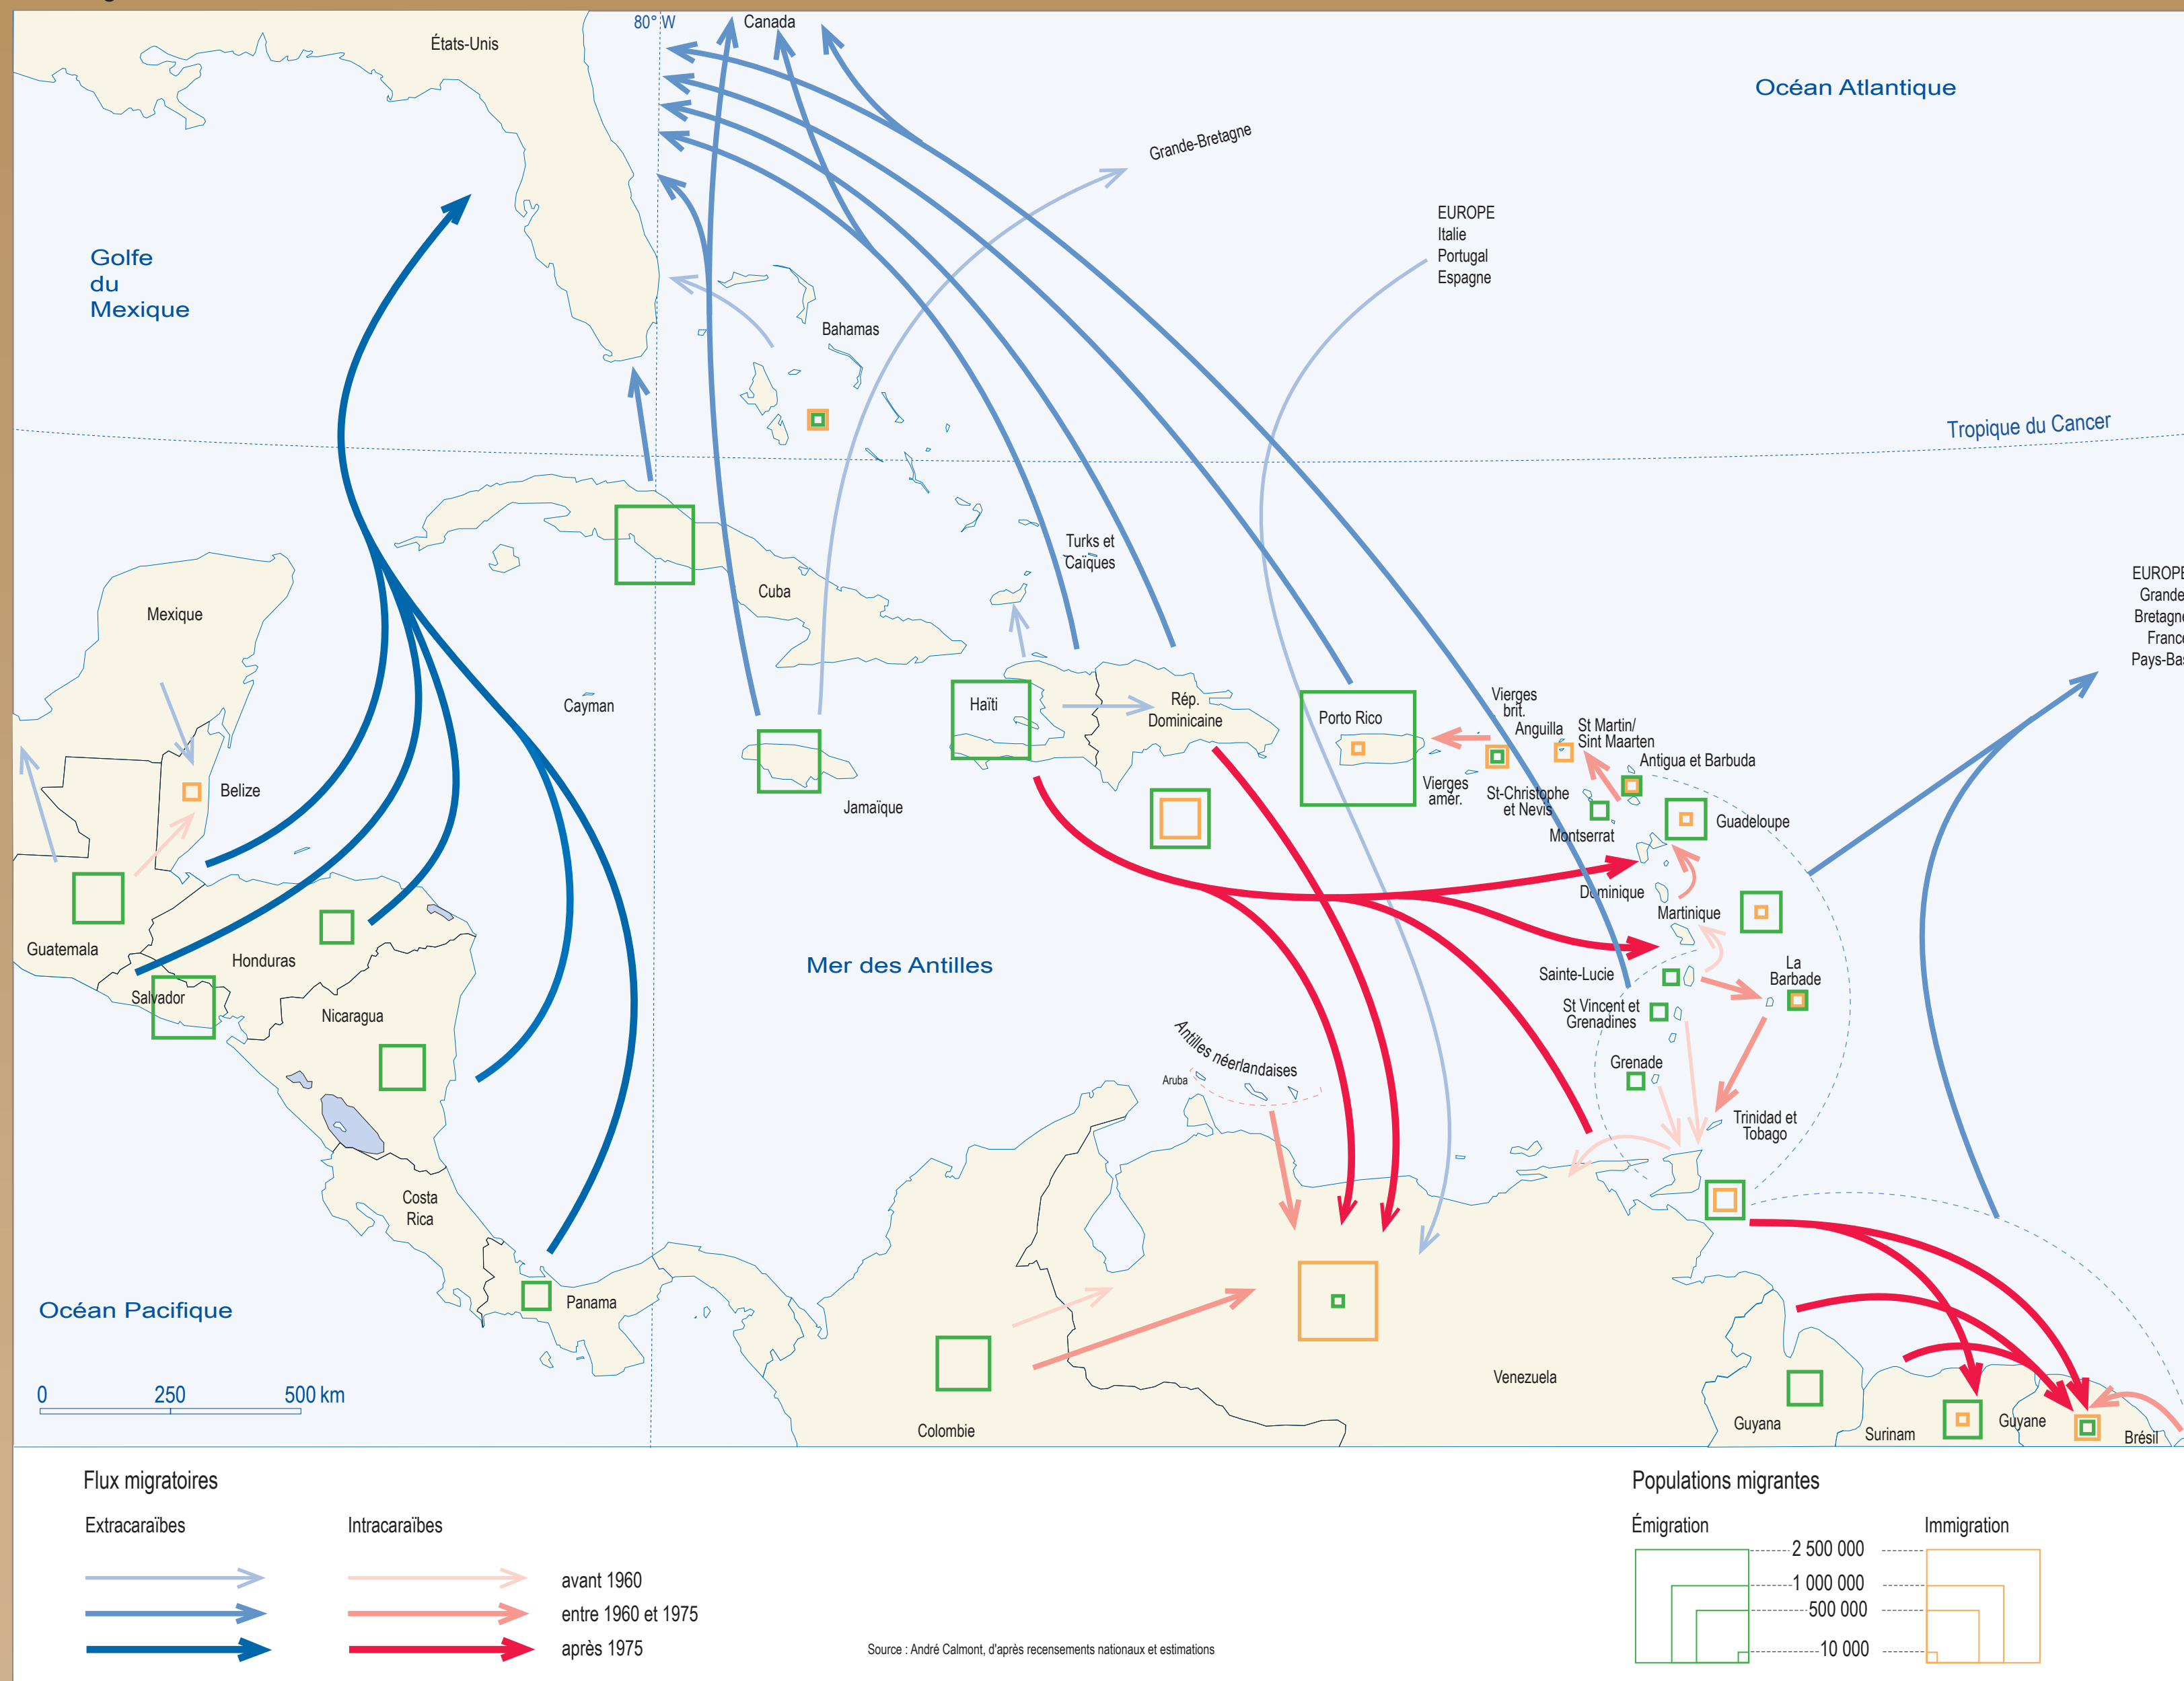 États-Unis
80° W
Canada
Océan Atlantique
Grande-Bretagne
EUROPE
Italie
Portugal
Espagne
Golfe
du
Mexique
Bahamas
Tropique du Cancer
Turks et
Caïques
Cuba
EUROPE
Grande-
Bretagne
France
Pays-Bas
Mexique
Cayman
Haïti
Rép.
Dominicaine
Porto Rico
Vierges
brit.
Anguilla
St Martin/
Sint Maarten
Antigua et Barbuda
Vierges
amér.
St-Christophe
et Nevis
Montserrat
Guadeloupe
Belize
Jamaïque
Dominique
Martinique
Guatemala
Honduras
Mer des Antilles
Sainte-Lucie
La
Barbade
Salvador
Nicaragua
St Vincent et
Grenadines
Antilles néerlandaises
Aruba
Grenade
Trinidad et
Tobago
Costa
Rica
Panama
Océan Pacifique
Venezuela
0
250
500 km
Colombie
Guyana
Surinam
Guyane
Brésil
Flux migratoires
Extracaraïbes
Intracaraïbes
avant 1960
entre 1960 et 1975
après 1975
Source : André Calmont, d'après recensements nationaux et estimations
Populations migrantes
Émigration
Immigration
2 500 000
1 000 000
500 000
10 000